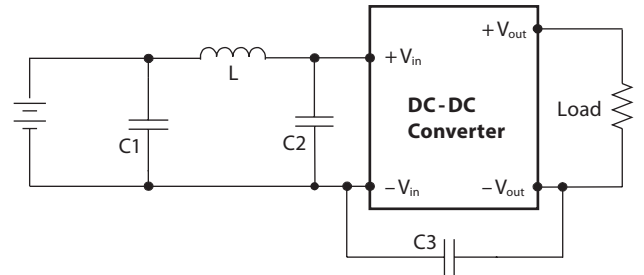 +Vout
+Vin
L
DC-DC
Converter
Load
C1
C2
−Vin
−Vout
C3